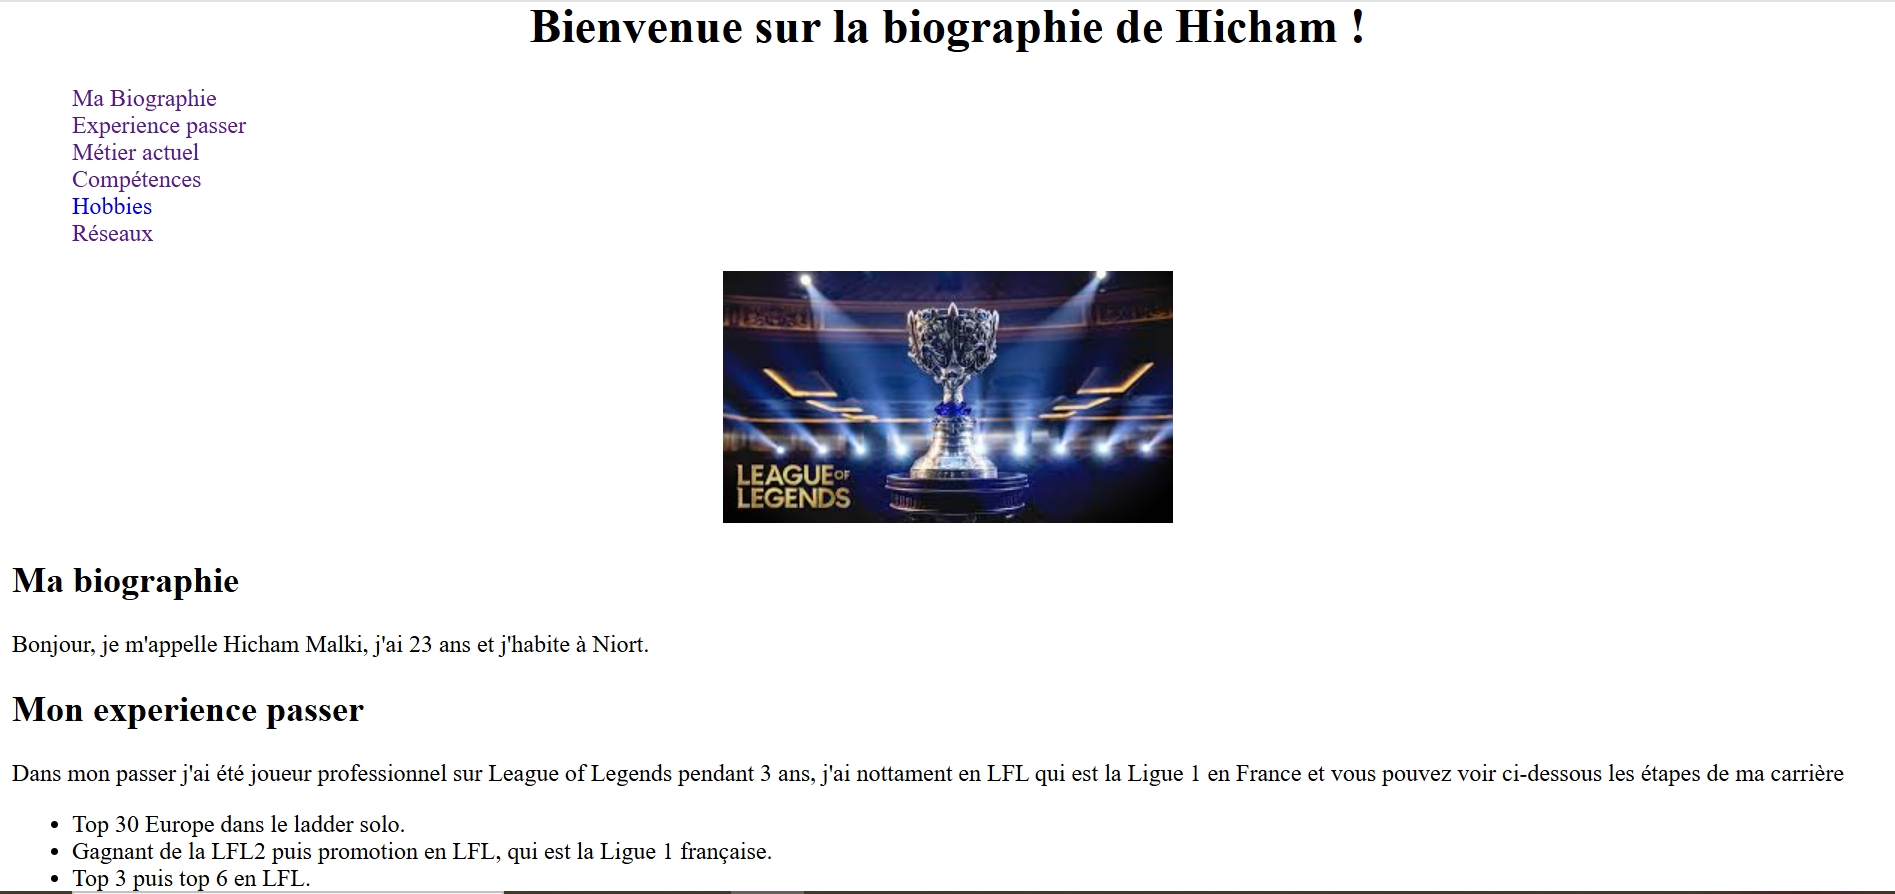 Bienvenue sur la biographie de Hicham !
Ma Biographie
Experience passer
Métier actuel
Compétences
Hobbies
Réseaux
LEAGUE OF
LEGENDS
Ma biographie
Bonjour, je m'appelle Hicham Malki, j'ai 23 ans et j'habite à Niort.
Mon experience passer
Dans mon passer j'ai été joueur professionnel sur League of Legends pendant 3 ans, j'ai nottament en LFL qui est la Ligue 1 en France et vous pouvez voir ci-dessous les étapes de ma carrière
• Top 30 Europe dans le ladder solo.
• Gagnant de la LFL2 puis promotion en LFL, qui est la Ligue 1 française.
• Top 3 puis top 6 en LFL.